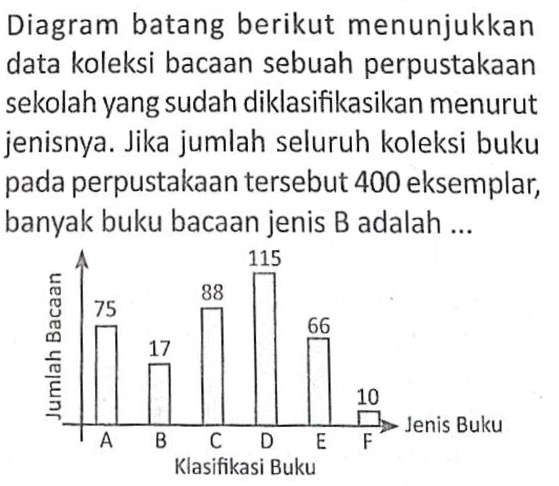 Diagram batang berikut menunjukkan
data koleksi bacaan sebuah perpustakaan
sekolah yang sudah diklasifikasikan menurut
jenisnya. Jika jumlah seluruh koleksi buku
pada perpustakaan tersebut 400 eksemplar,
banyak buku bacaan jenis B adalah ...
Jumlah Bacaan
75
17
88
115
66
10
A B C D E F
Jenis Buku
Klasifikasi Buku